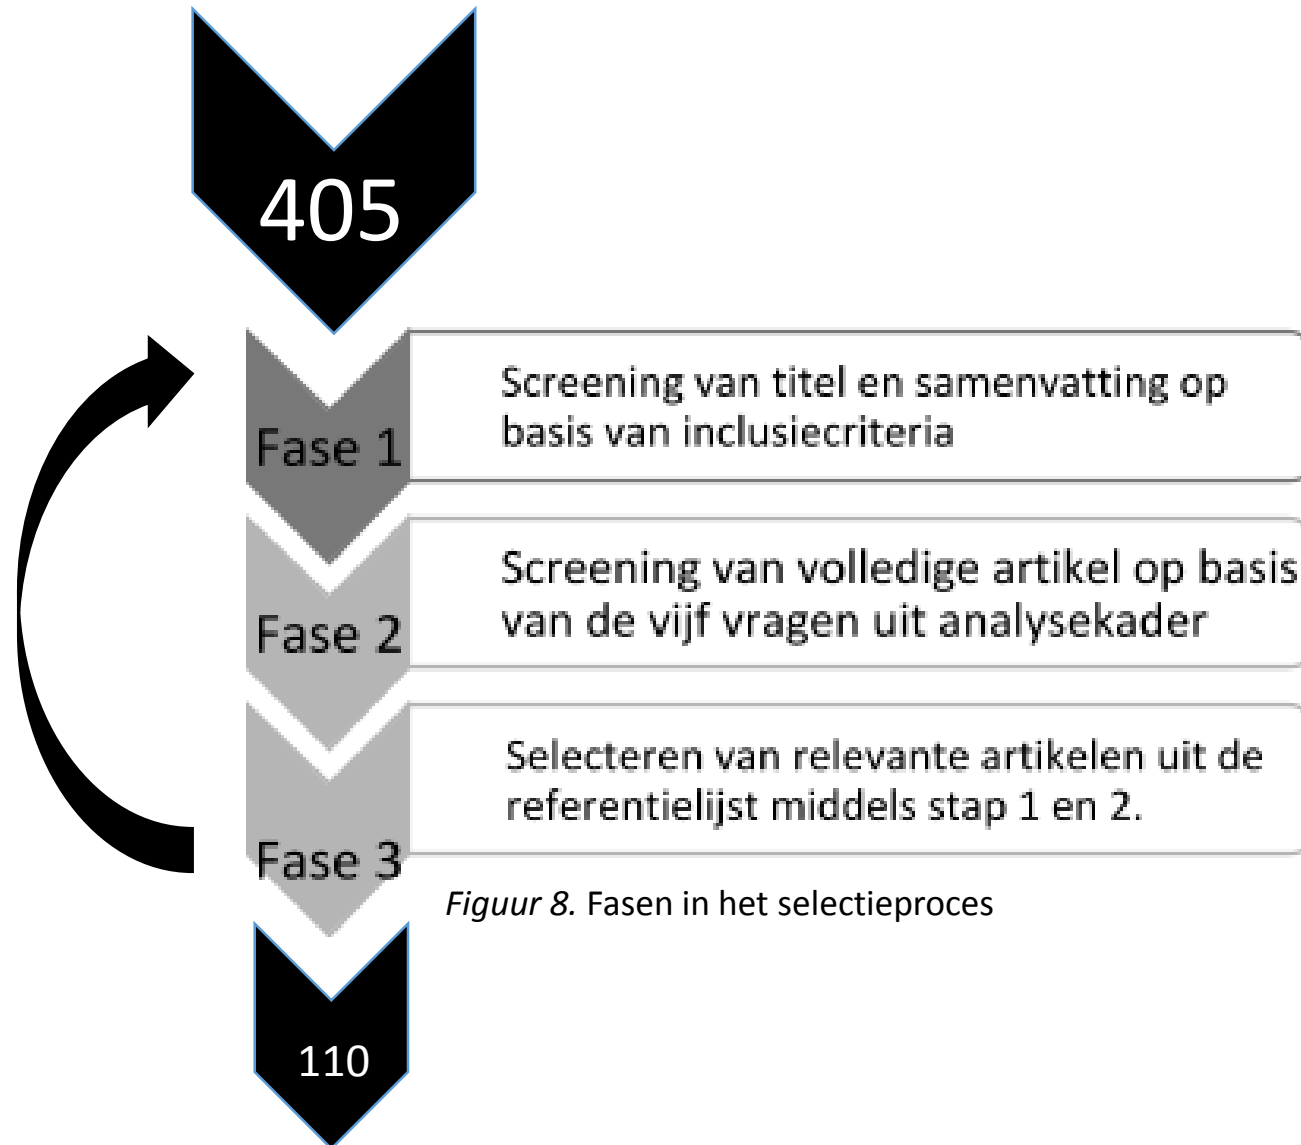 405
Fase 1
Screening van titel en samenvatting op
basis van inclusiecriteria
Fase 2
Screening van volledige artikel op basis
van de vijf vragen uit analysekader
Fase 3
Selecteren van relevante artikelen uit de
referentielijst middels stap 1 en 2.
Figuur 8. Fasen in het selectieproces
110